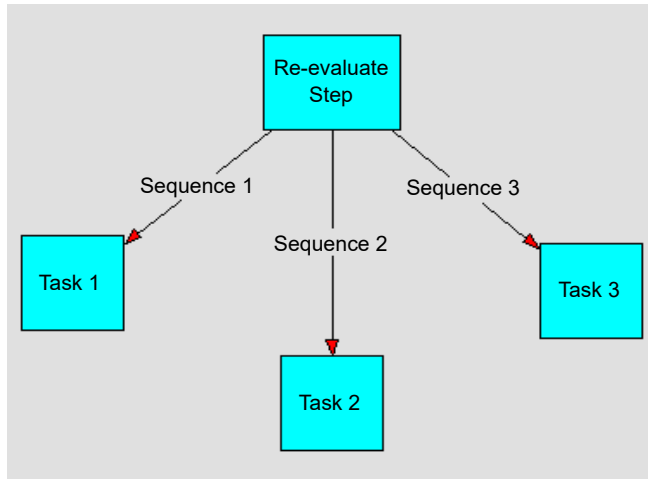 Re-evaluate
Step
Sequence 1
Sequence 3
Sequence 2
Task 1
Task 3
Task 2